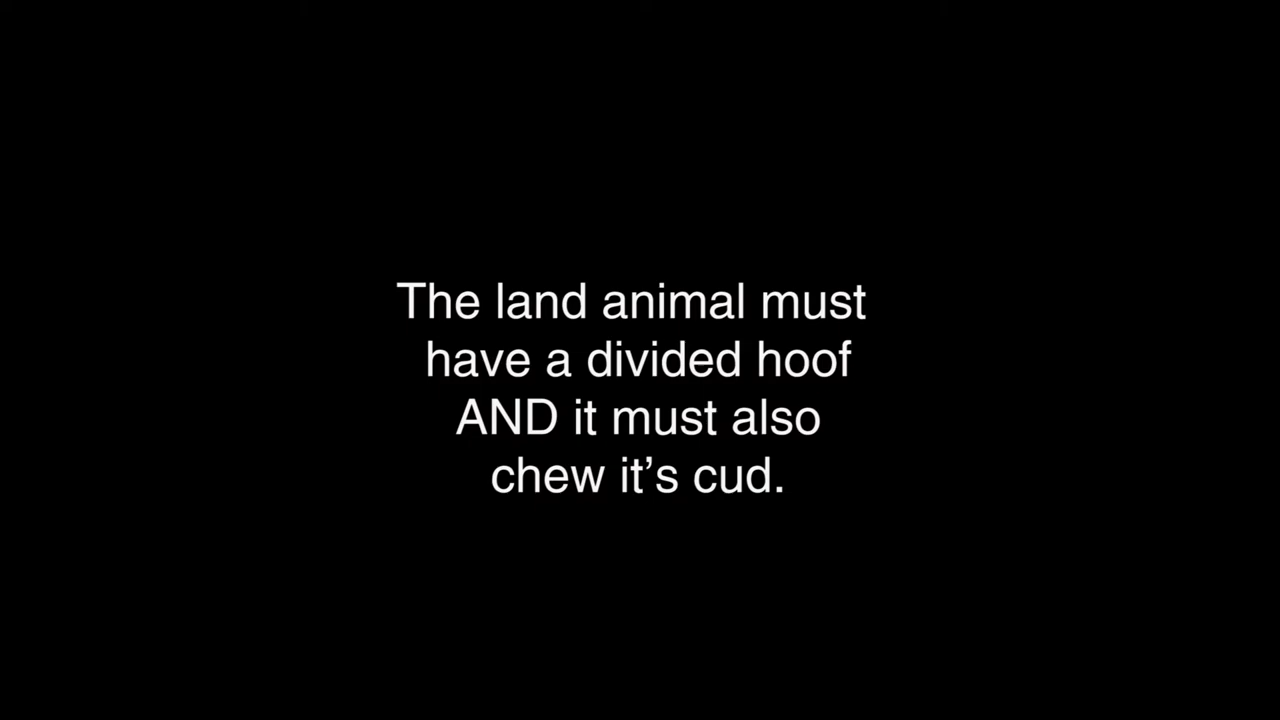 The land animal must
have a divided hoof
AND it must also
chew it’s cud.